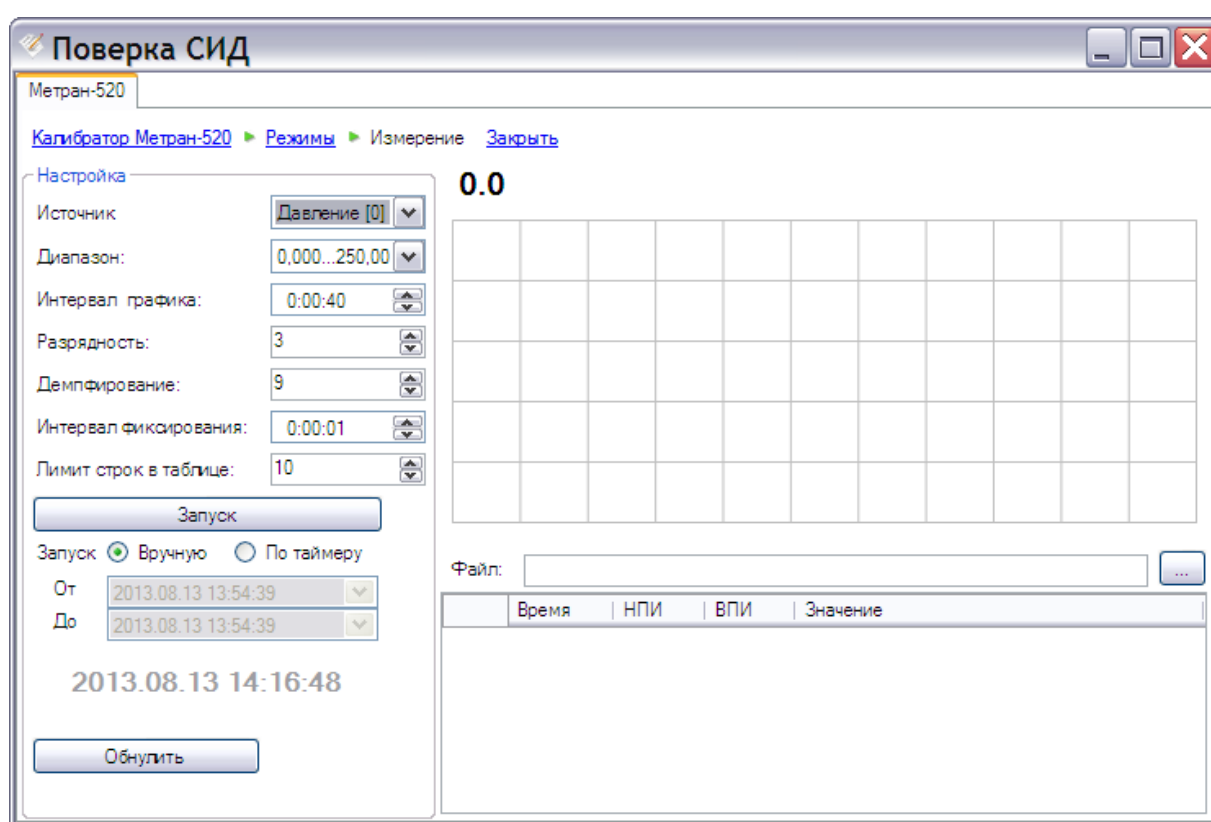 Поверка СИД
Метран-520
Калибратор Метран-520 Режимы Измерение Закрыть
Настройка
Источник Давление [0]
Диапазон: 0,000...250,00
Интервал графика: 0:00:40
Разрядность: 3
Демпфирование: 9
Интервал фиксирования: 0:00:01
Лимит строк в таблице: 10
Запуск
Запуск Вручную По таймеру
От 2013.08.13 13:54:39
До 2013.08.13 13:54:39
2013.08.13 14:16:48
Обнулить
0.0
Файл: ...
Время НПИ ВПИ Значение